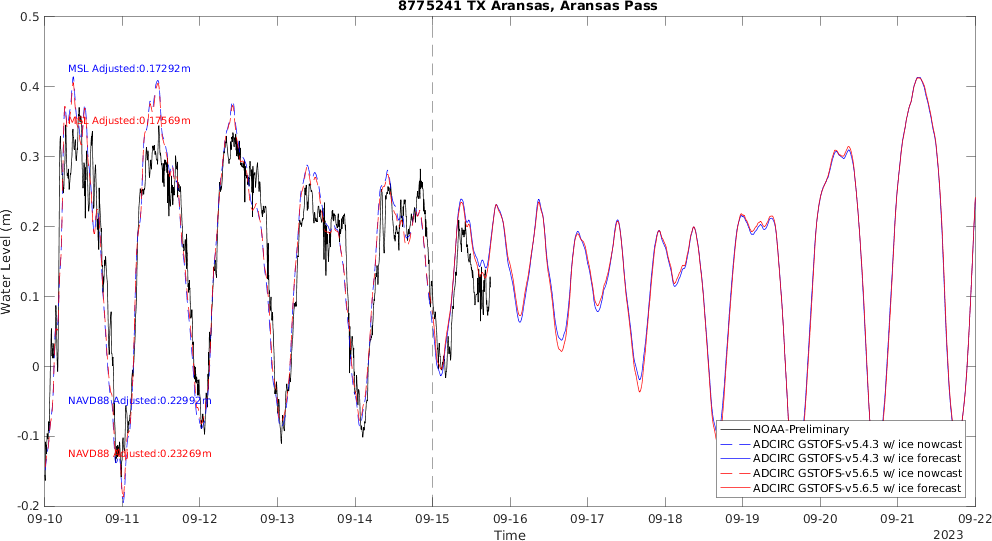 8775241 TX Aransas, Aransas Pass
0.5
0.4
0.3
0.2
0.1
0
-0.1
-0.2
Water Level (m)
MSL Adjusted:0.17292m
MSL Adjusted:0.17569m
NAVD88 Adjusted:0.22992m
NAVD88 Adjusted:0.23269m
NOAA-Preliminary
ADCIRC GSTOFS-v5.4.3 w/ ice nowcast
ADCIRC GSTOFS-v5.4.3 w/ ice forecast
ADCIRC GSTOFS-v5.6.5 w/ ice nowcast
ADCIRC GSTOFS-v5.6.5 w/ ice forecast
09-10 09-11 09-12 09-13 09-14 09-15 09-16 09-17 09-18 09-19 09-20 09-21 09-22
Time
2023